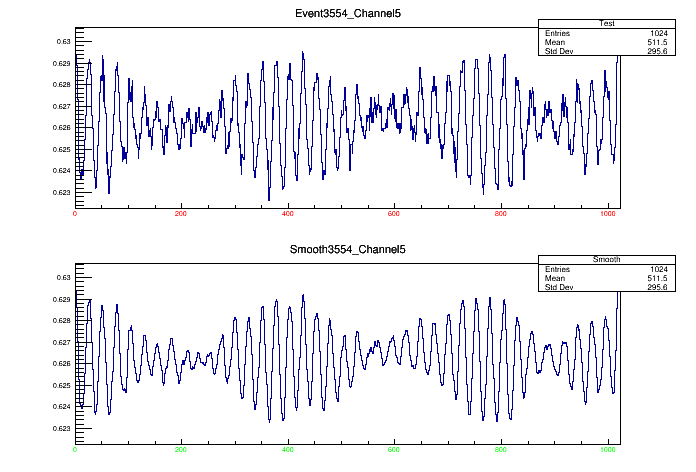 Event3554_Channel5
Test
Entries 1024
Mean 511.5
Std Dev 295.6
0.63
0.629
0.628
0.627
0.626
0.625
0.624
0.623
0 200 400 600 800 1000
Smooth3554_Channel5
Smooth
Entries 1024
Mean 511.5
Std Dev 295.6
0.63
0.629
0.628
0.627
0.626
0.625
0.624
0.623
0 200 400 600 800 1000